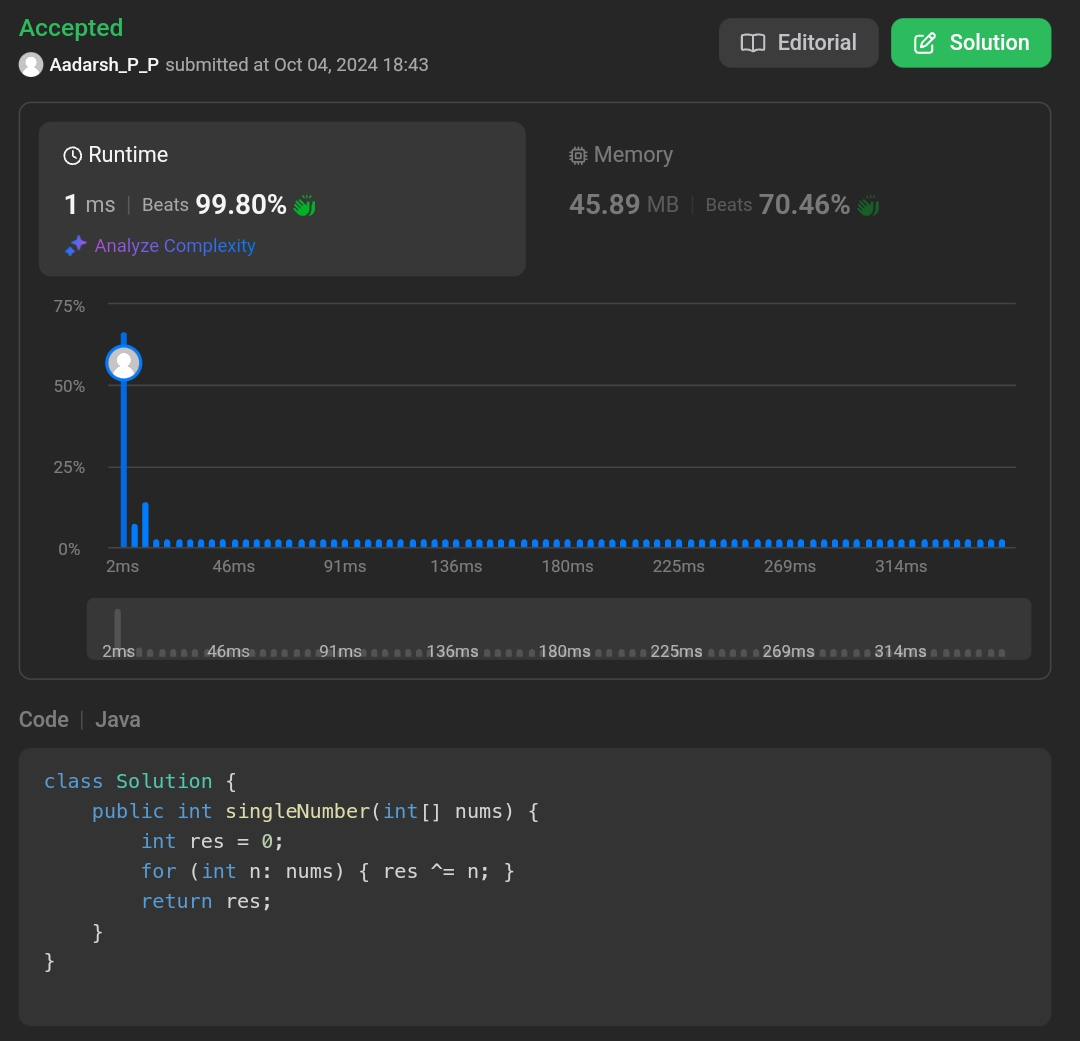 Accepted
Editorial
Solution
Aadarsh_P_P submitted at Oct 04, 2024 18:43
Runtime
Memory
1 ms | Beats 99.80%
45.89 MB | Beats 70.46%
Analyze Complexity
75%
50%
25%
0%
2ms 46ms 91ms 136ms 180ms 225ms 269ms 314ms
2ms 46ms 91ms 136ms 180ms 225ms 269ms 314ms
Code | Java
class Solution {
    public int singleNumber(int[] nums) {
        int res = 0;
        for (int n: nums) { res ^= n; }
        return res;
    }
}